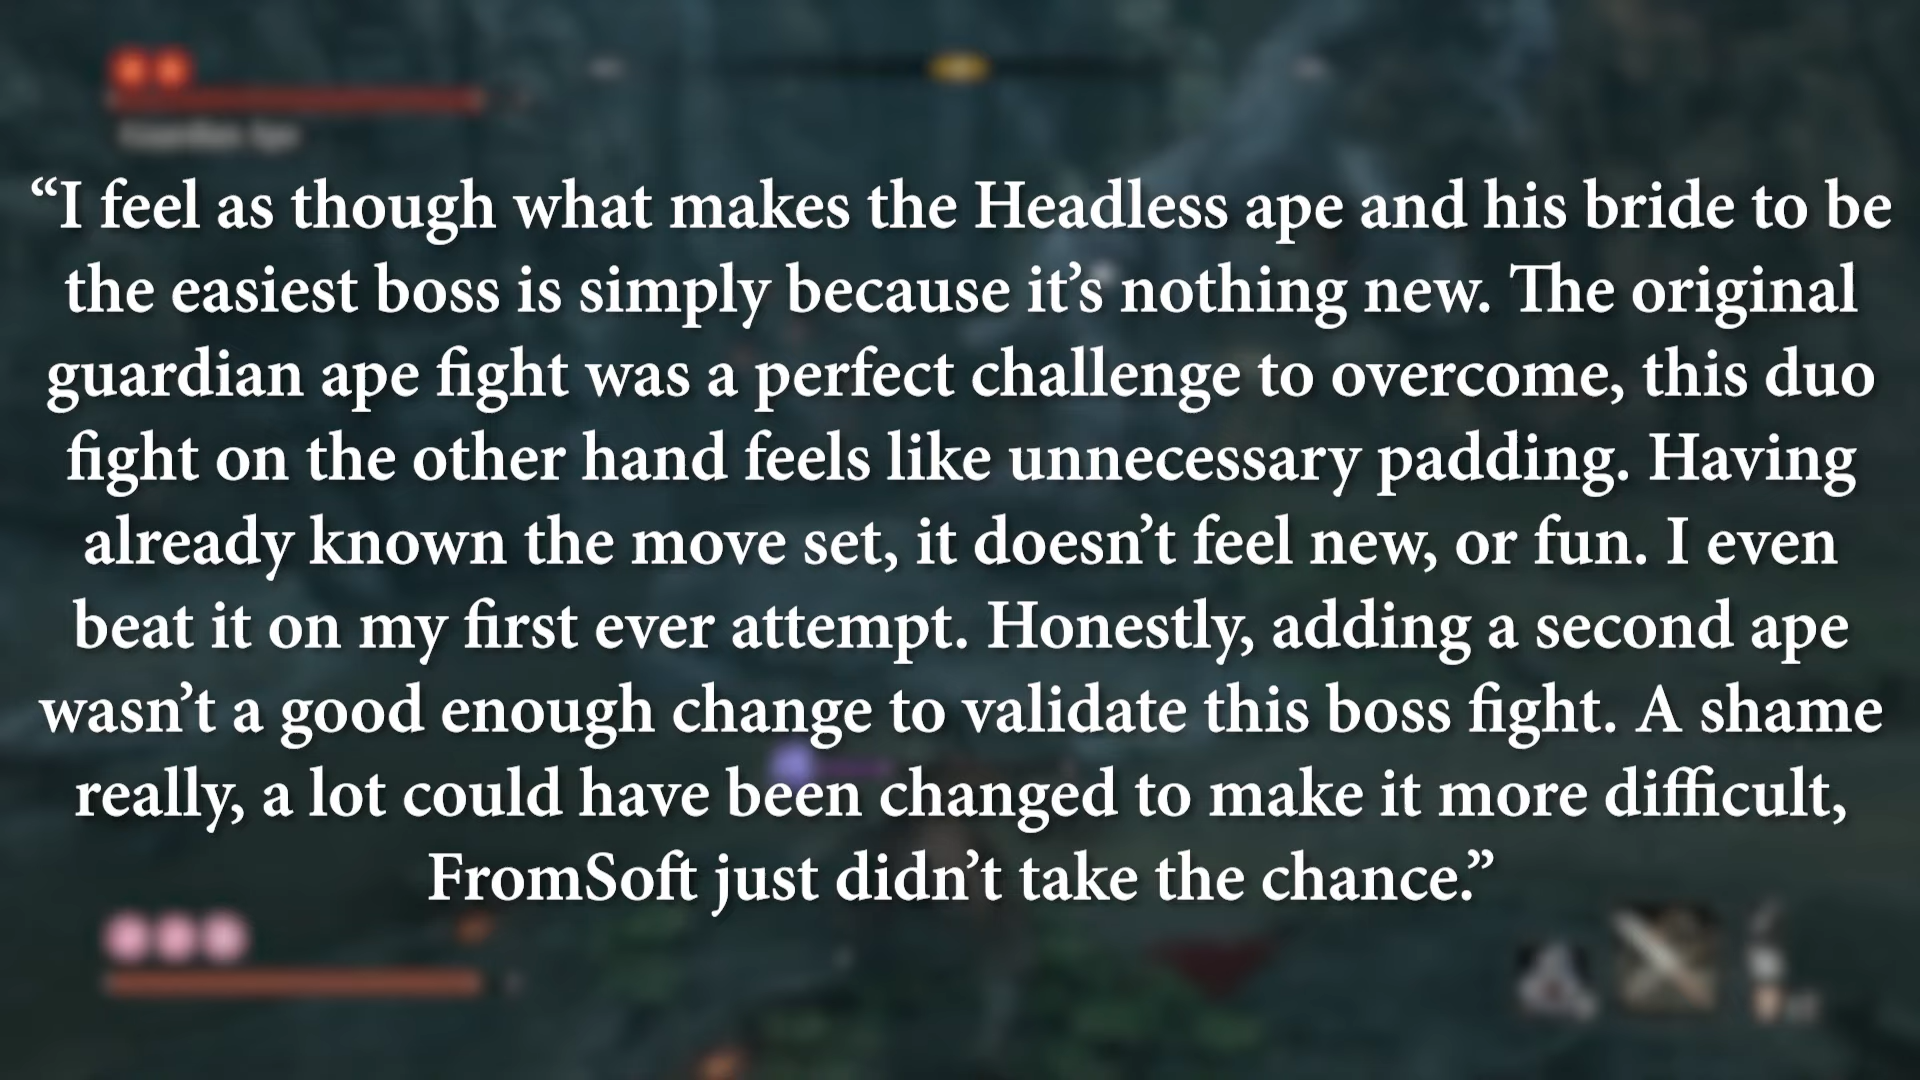 Guardian Ape
“I feel as though what makes the Headless ape and his bride to be
the easiest boss is simply because it’s nothing new. The original
guardian ape fight was a perfect challenge to overcome, this duo
fight on the other hand feels like unnecessary padding. Having
already known the move set, it doesn’t feel new, or fun. I even
beat it on my first ever attempt. Honestly, adding a second ape
wasn’t a good enough change to validate this boss fight. A shame
really, a lot could have been changed to make it more difficult,
FromSoft just didn’t take the chance.”